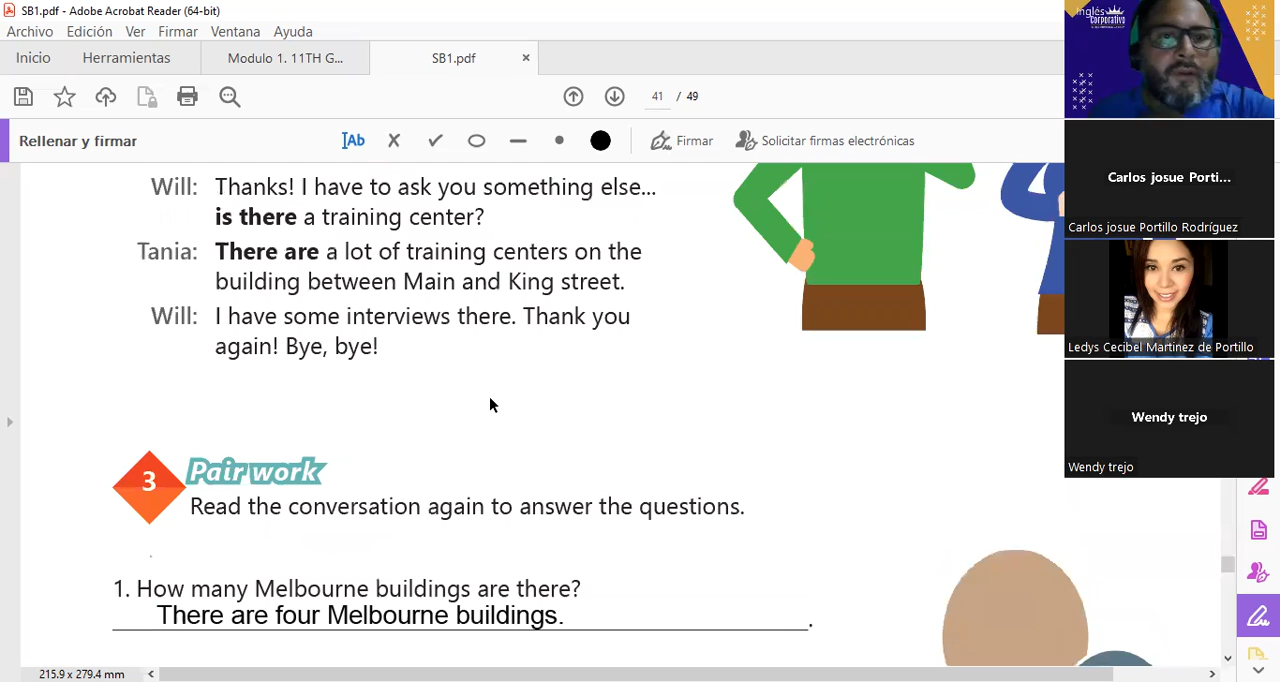 SB1.pdf - Adobe Acrobat Reader (64-bit)
Archivo Edición Ver Firmar Ventana Ayuda
Inicio Herramientas Modulo 1. 11TH G... SB1.pdf ×
41 / 49
Rellenar y firmar Ab Firmar Solicitar firmas electrónicas
Will: Thanks! I have to ask you something else...
is there a training center?
Tania: There are a lot of training centers on the
building between Main and King street.
Will: I have some interviews there. Thank you
again! Bye, bye!
3 Pair work
Read the conversation again to answer the questions.
1. How many Melbourne buildings are there?
There are four Melbourne buildings.
215.9 x 279.4 mm
Inglés
Corporativo
Carlos josue Porti...
Carlos josue Portillo Rodríguez
Ledys Cecibel Martinez de Portillo
Wendy trejo
Wendy trejo